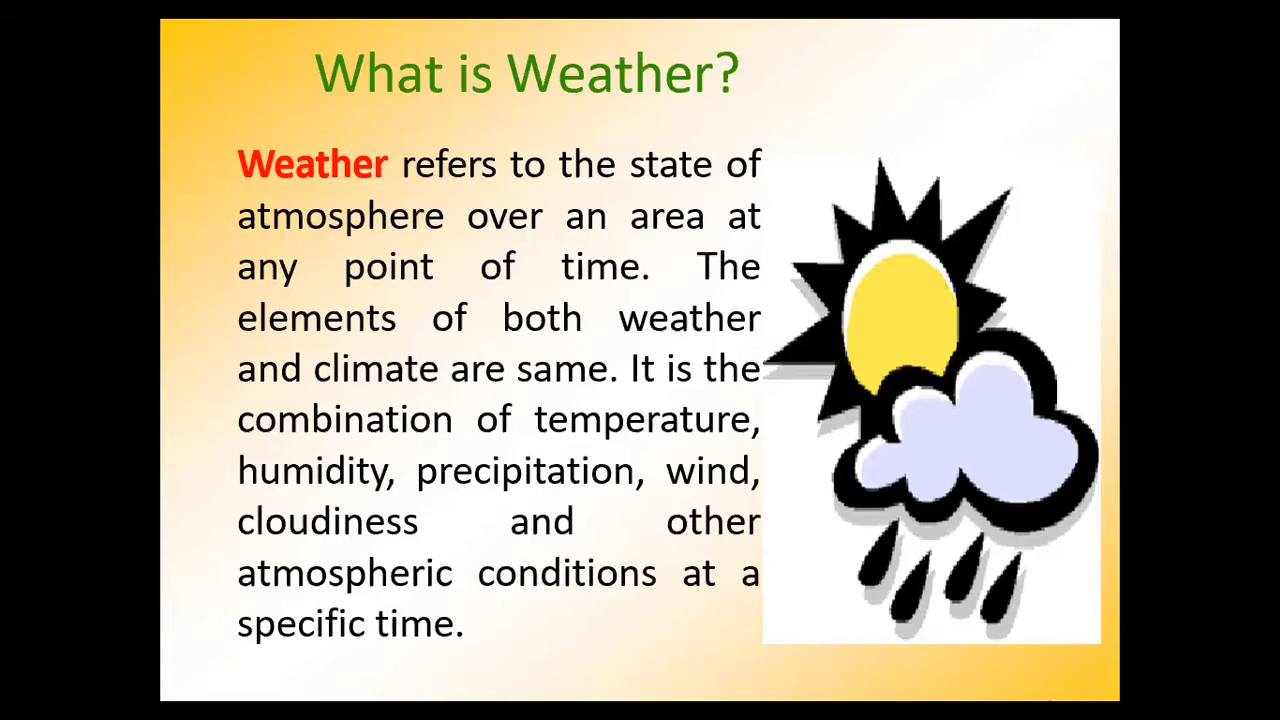 What is Weather?
Weather refers to the state of
atmosphere over an area at
any point of time. The
elements of both weather
and climate are same. It is the
combination of temperature,
humidity, precipitation, wind,
cloudiness and other
atmospheric conditions at a
specific time.